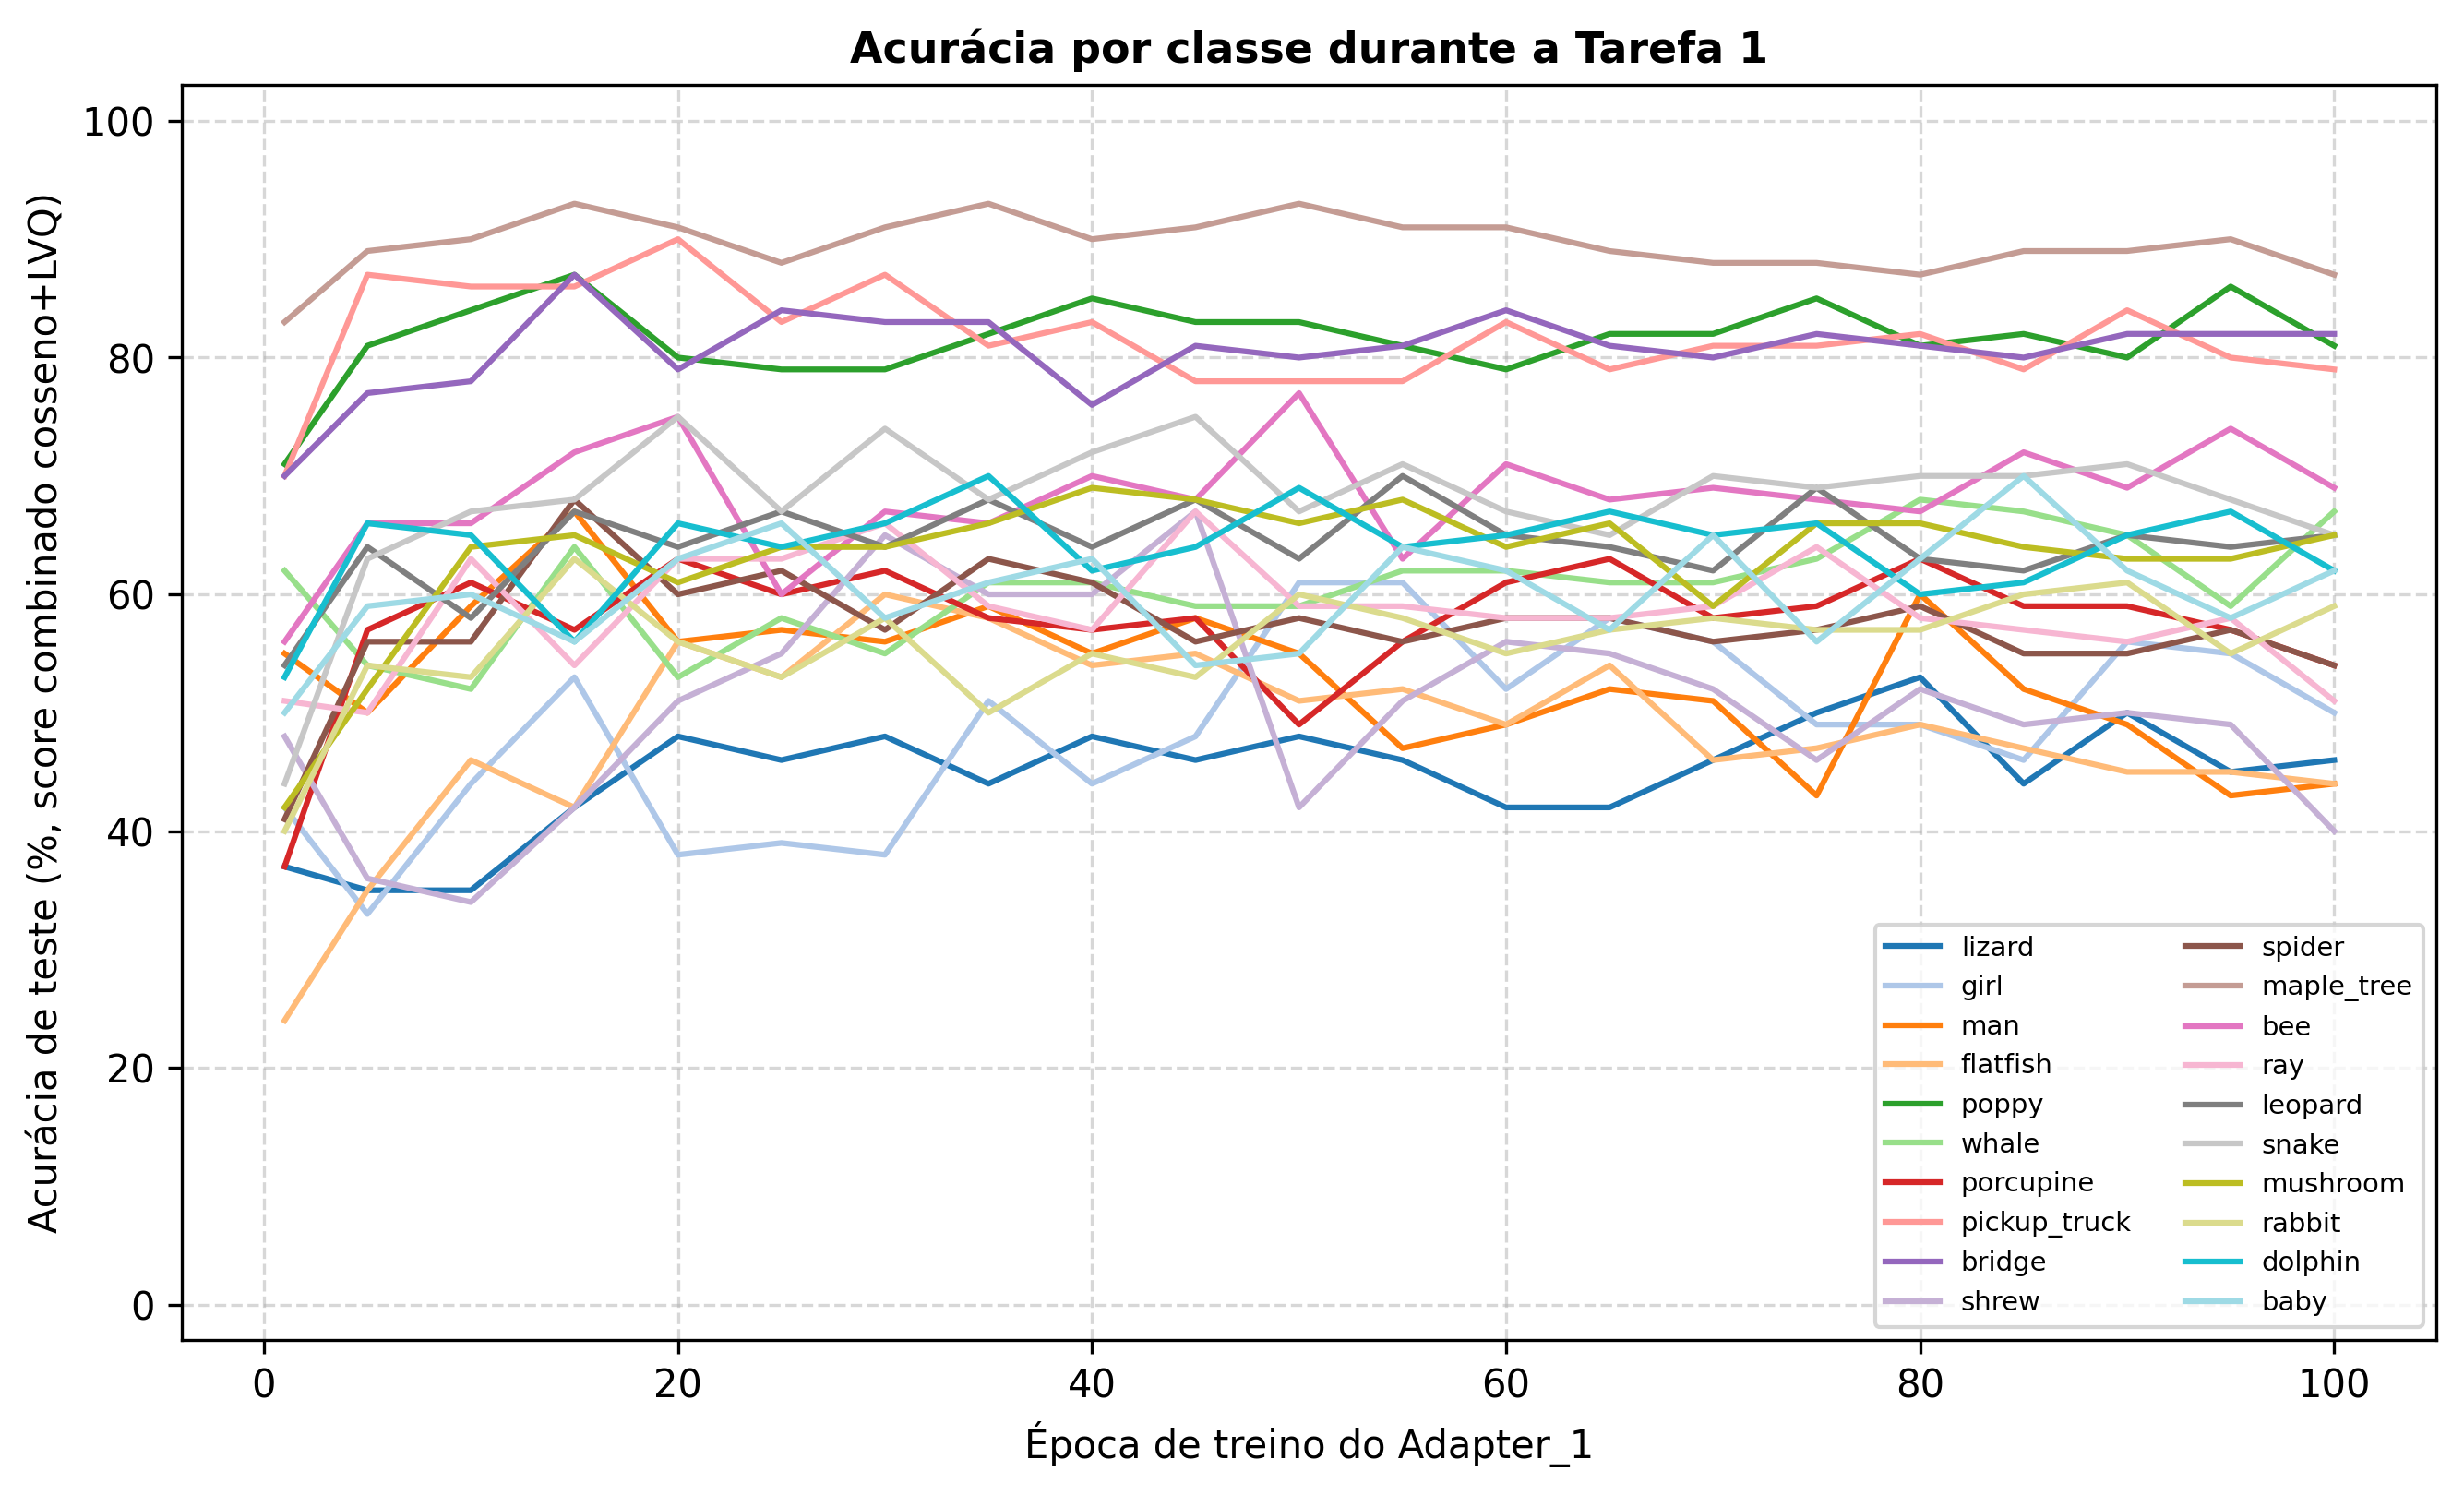 Acurácia por classe durante a Tarefa 1
Acurácia de teste (%, score combinado cosseno+LVQ)
100
80
60
40
20
0
0 20 40 60 80 100
Época de treino do Adapter_1
lizard
girl
man
flatfish
poppy
whale
porcupine
pickup_truck
bridge
shrew
spider
maple_tree
bee
ray
leopard
snake
mushroom
rabbit
dolphin
baby